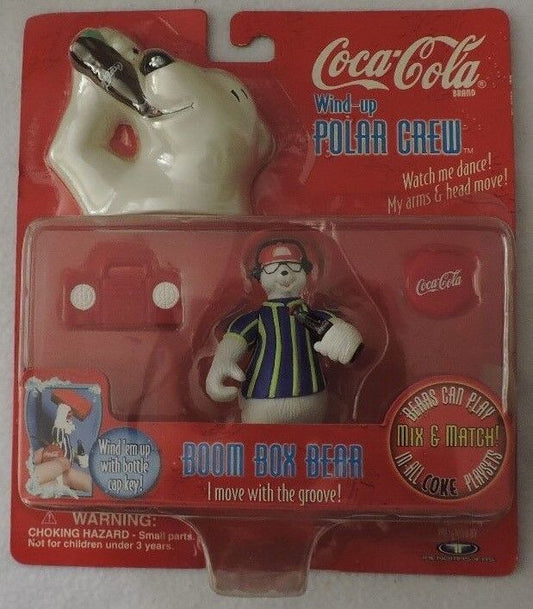 Coca-Cola®
BRAND
Wind-up
POLAR CREW™
Watch me dance!
My arms & head move!
Coca-Cola
BEARS CAN PLAY
MIX & MATCH!
IN ALL COKE PLAYSETS
Wind 'em up
with bottle
cap key!
BOOM BOX BEAR
I move with the groove!
WARNING:
CHOKING HAZARD - Small parts.
Not for children under 3 years.